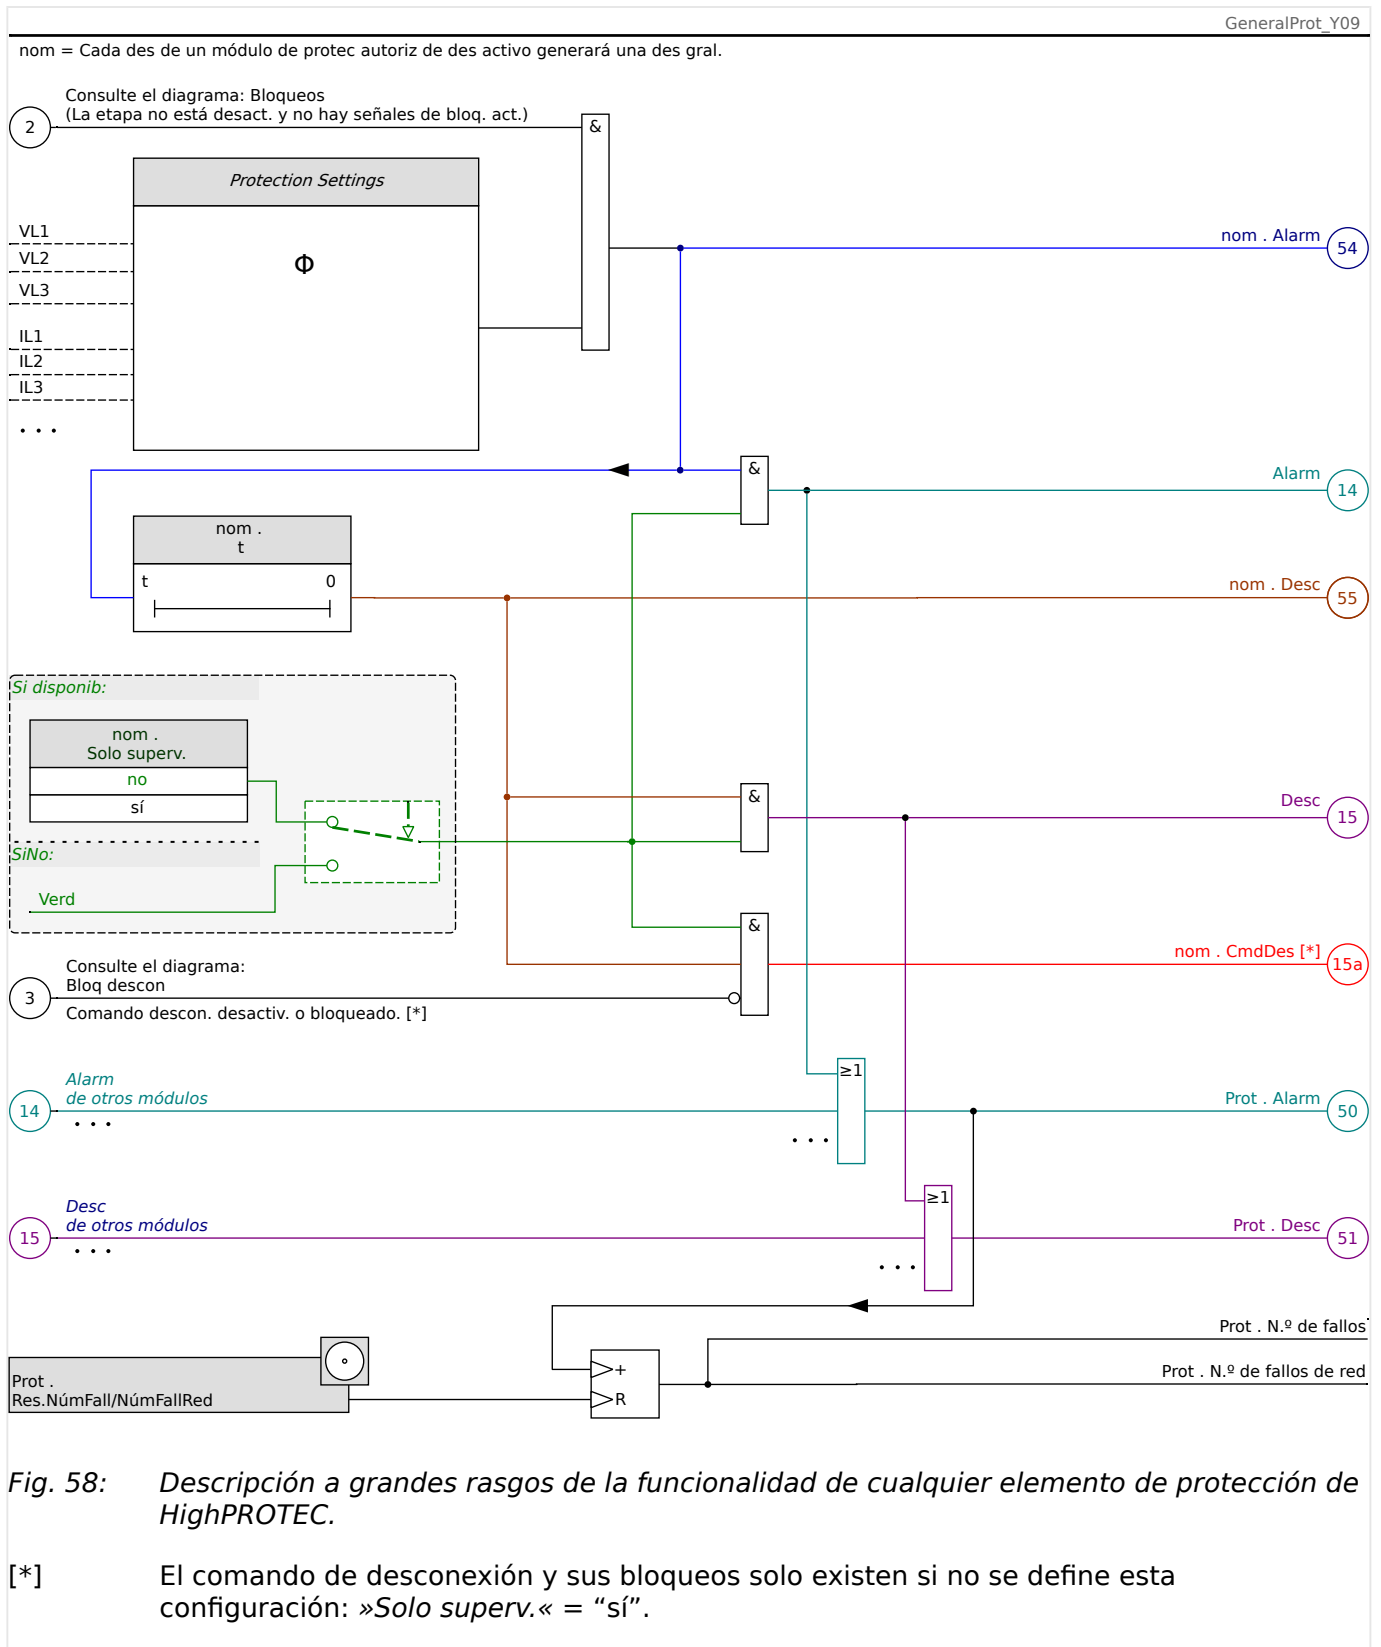 GeneralProt_Y09
nom = Cada des de un módulo de protec autoriz de des activo generará una des gral.
Consulte el diagrama: Bloqueos
(La etapa no está desact. y no hay señales de bloq. act.)
2
&
Protection Settings
Φ
VL1
VL2
VL3
IL1
IL2
IL3
. . .
nom . Alarm
54
&
Alarm
14
nom .
t
t
0
nom . Desc
55
Si disponib:
nom .
Solo superv.
no
sí
SiNo:
Verd
&
Desc
15
&
nom . CmdDes [*]
15a
Consulte el diagrama:
Bloq descon
3
Comando descon. desactiv. o bloqueado. [*]
≥1
Alarm
de otros módulos
14
. . .
. . .
Prot . Alarm
50
≥1
Desc
de otros módulos
15
. . .
. . .
Prot . Desc
51
Prot . N.º de fallos
Prot . N.º de fallos de red
+
R
Prot .
Res.NúmFall/NúmFallRed
Fig. 58: Descripción a grandes rasgos de la funcionalidad de cualquier elemento de protección de
HighPROTEC.
[*] El comando de desconexión y sus bloqueos solo existen si no se define esta
configuración: »Solo superv.« = “sí”.